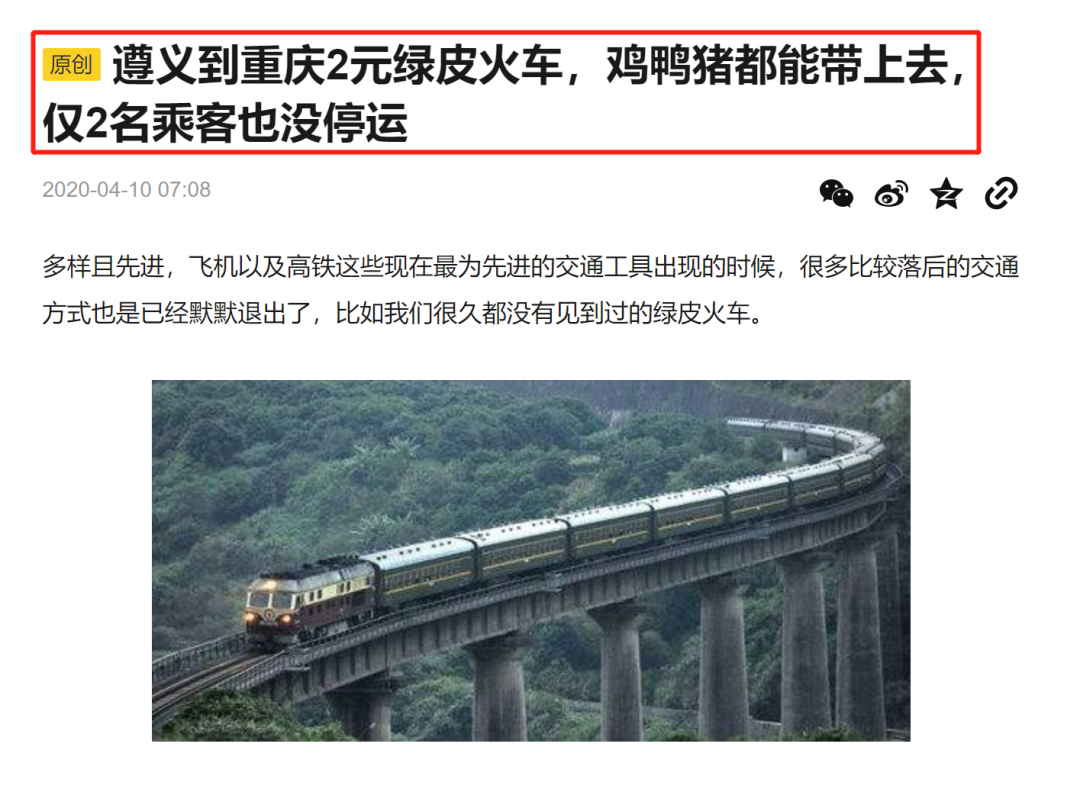 原创 遵义到重庆2元绿皮火车，鸡鸭猪都能带上去，
仅2名乘客也没停运
2020-04-10 07:08
多样且先进，飞机以及高铁这些现在最为先进的交通工具出现的时候，很多比较落后的交通
方式也是已经默默退出了，比如我们很久都没有见到过的绿皮火车。